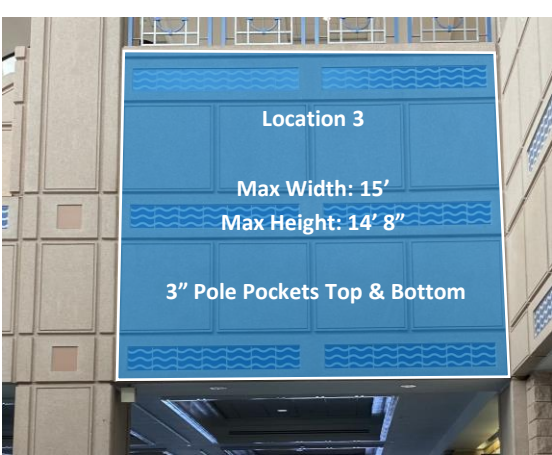 Location 3
Max Width: 15’
Max Height: 14’ 8”
3” Pole Pockets Top & Bottom